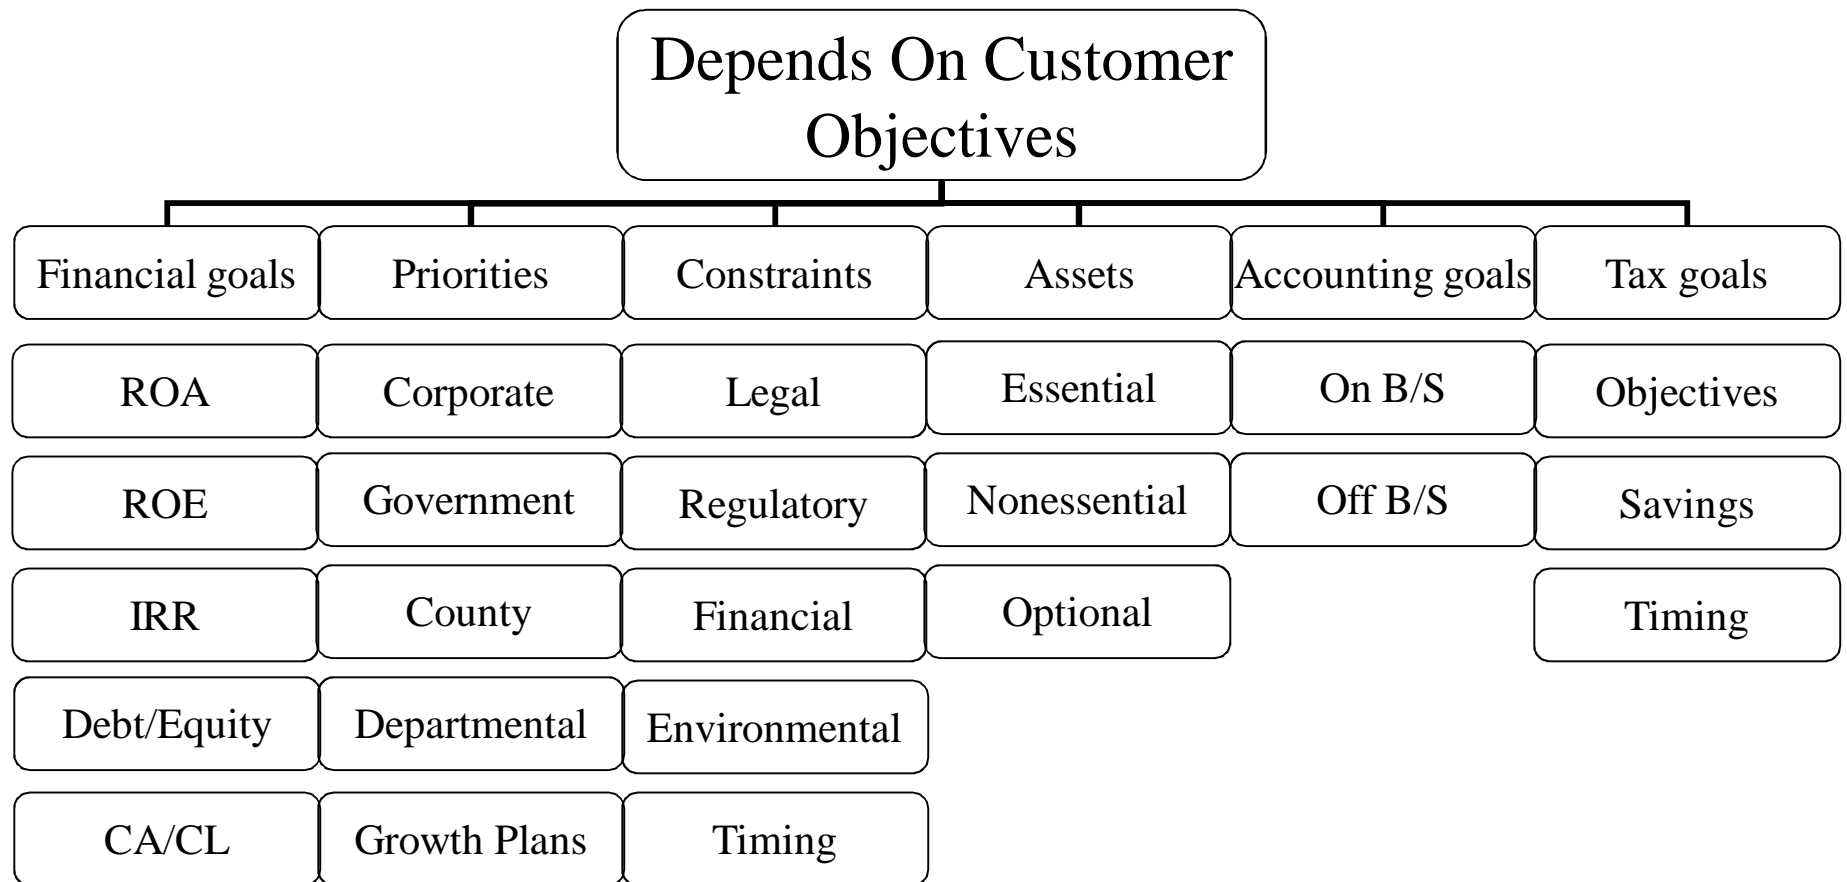 Depends On Customer
Objectives
Financial goals
Priorities
Constraints
Assets
Accounting goals
Tax goals
ROA
Corporate
Legal
Essential
On B/S
Objectives
ROE
Government
Regulatory
Nonessential
Off B/S
Savings
IRR
County
Financial
Optional
Timing
Debt/Equity
Departmental
Environmental
CA/CL
Growth Plans
Timing